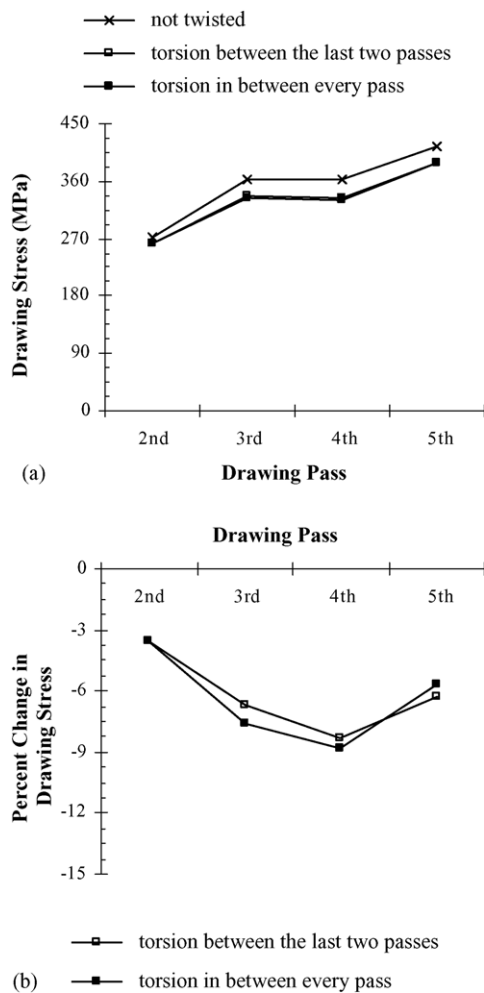 not twisted
torsion between the last two passes
torsion in between every pass
Drawing Stress (MPa)
450
360
270
180
90
0
2nd 3rd 4th 5th
(a) Drawing Pass
Drawing Pass
Percent Change in
Drawing Stress
0
2nd 3rd 4th 5th
-3
-6
-9
-12
-15
torsion between the last two passes
(b) torsion in between every pass